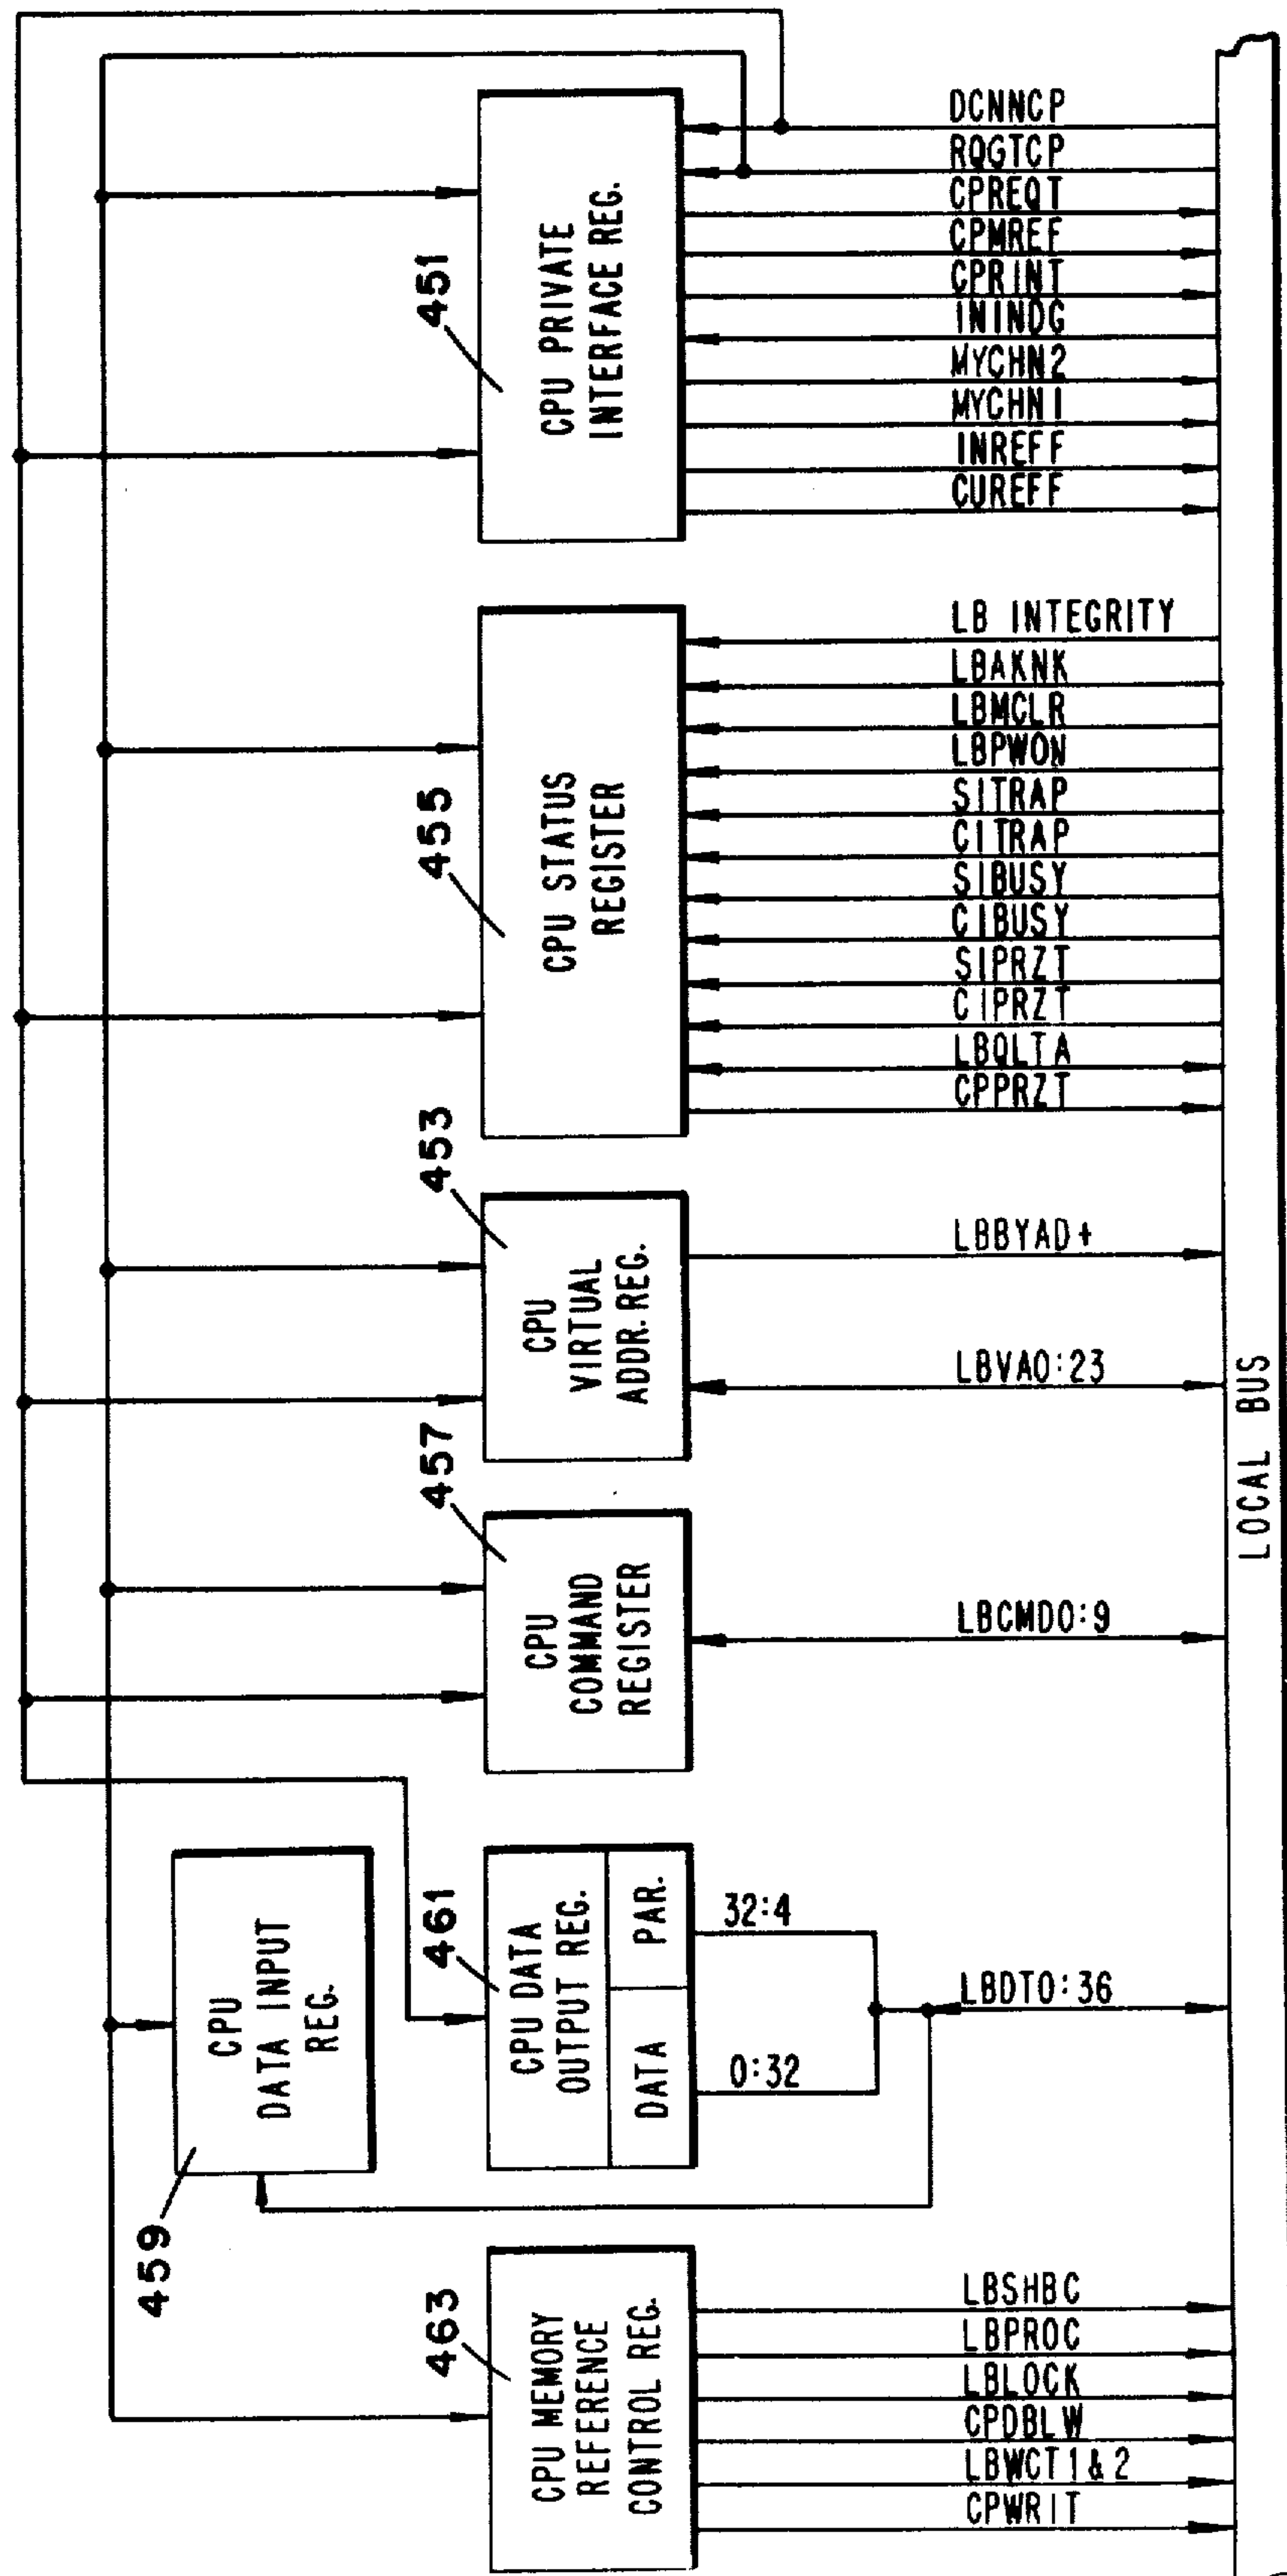 459
CPU
DATA INPUT
REG.
463
CPU MEMORY
REFERENCE
CONTROL REG.
461
CPU DATA
OUTPUT REG.
DATA
PAR.
457
CPU
COMMAND
REGISTER
453
CPU
VIRTUAL
ADDR.REG.
455
CPU STATUS
REGISTER
451
CPU PRIVATE
INTERFACE REG.
CPWRIT
LBWCT1&2
CPDBLW
LBLOCK
LBPROC
LBSHBC
0:32
32:4
LBDT0:36
LBCMD0:9
LBVA0:23
LBBYAD+
CPPRZT
LBQLTA
CIPRZT
SIPRZT
CIBUSY
SIBUSY
CITRAP
SITRAP
LBPWON
LBMCLR
LBAKNK
LB INTEGRITY
CUREFF
INREFF
MYCHN1
MYCHN2
ININDG
CPRINT
CPMREF
CPREQT
RQGTCP
DCNNCP
LOCAL BUS